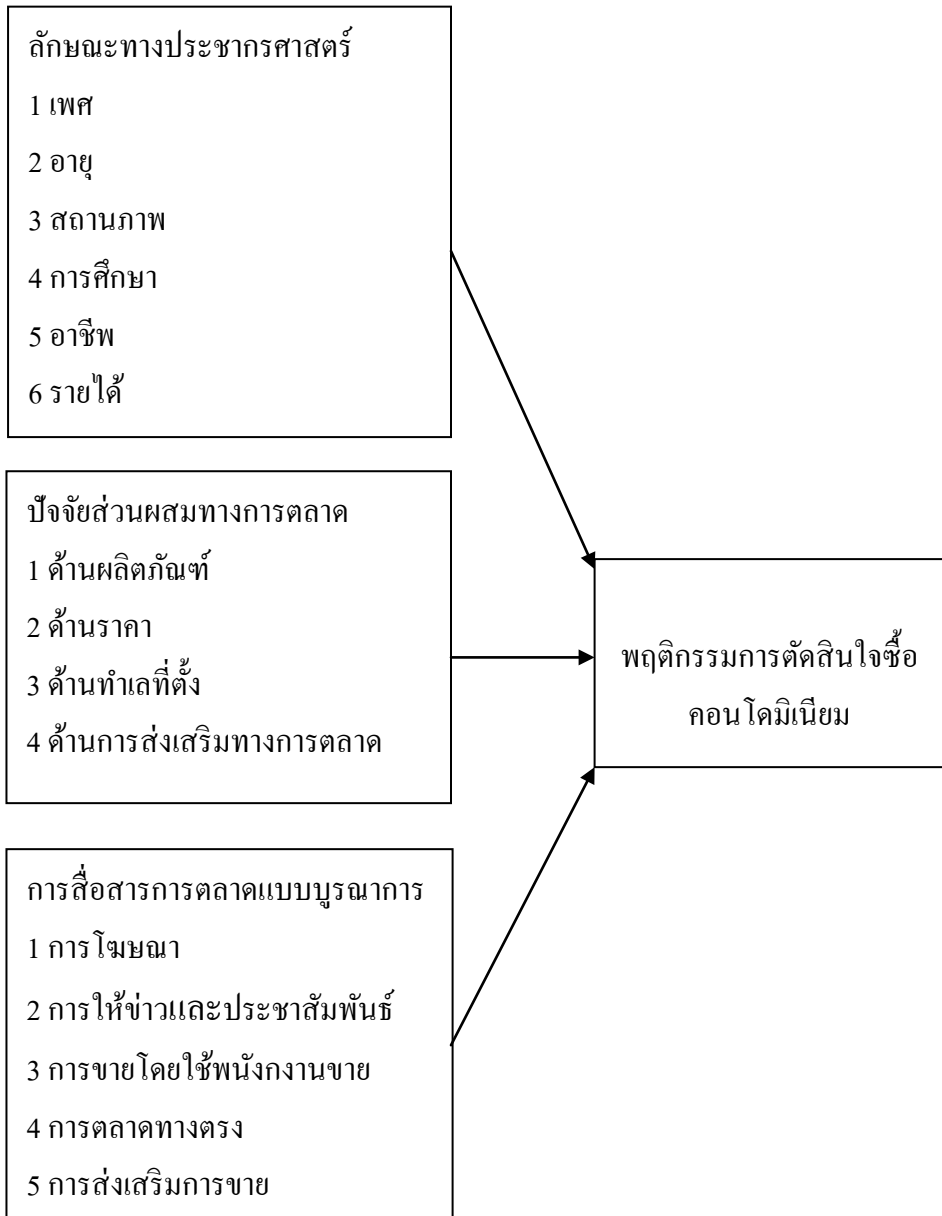 ลักษณะทางประชากรศาสตร์
1 เพศ
2 อายุ
3 สถานภาพ
4 การศึกษา
5 อาชีพ
6 รายได้
ปัจจัยส่วนผสมทางการตลาด
1 ด้านผลิตภัณฑ์
2 ด้านราคา
3 ด้านทำเลที่ตั้ง
4 ด้านการส่งเสริมทางการตลาด
การสื่อสารการตลาดแบบบูรณาการ
1 การโฆษณา
2 การให้ข่าวและประชาสัมพันธ์
3 การขายโดยใช้พนังกงานขาย
4 การตลาดทางตรง
5 การส่งเสริมการขาย
พฤติกรรมการตัดสินใจซื้อ
คอนโดมิเนียม